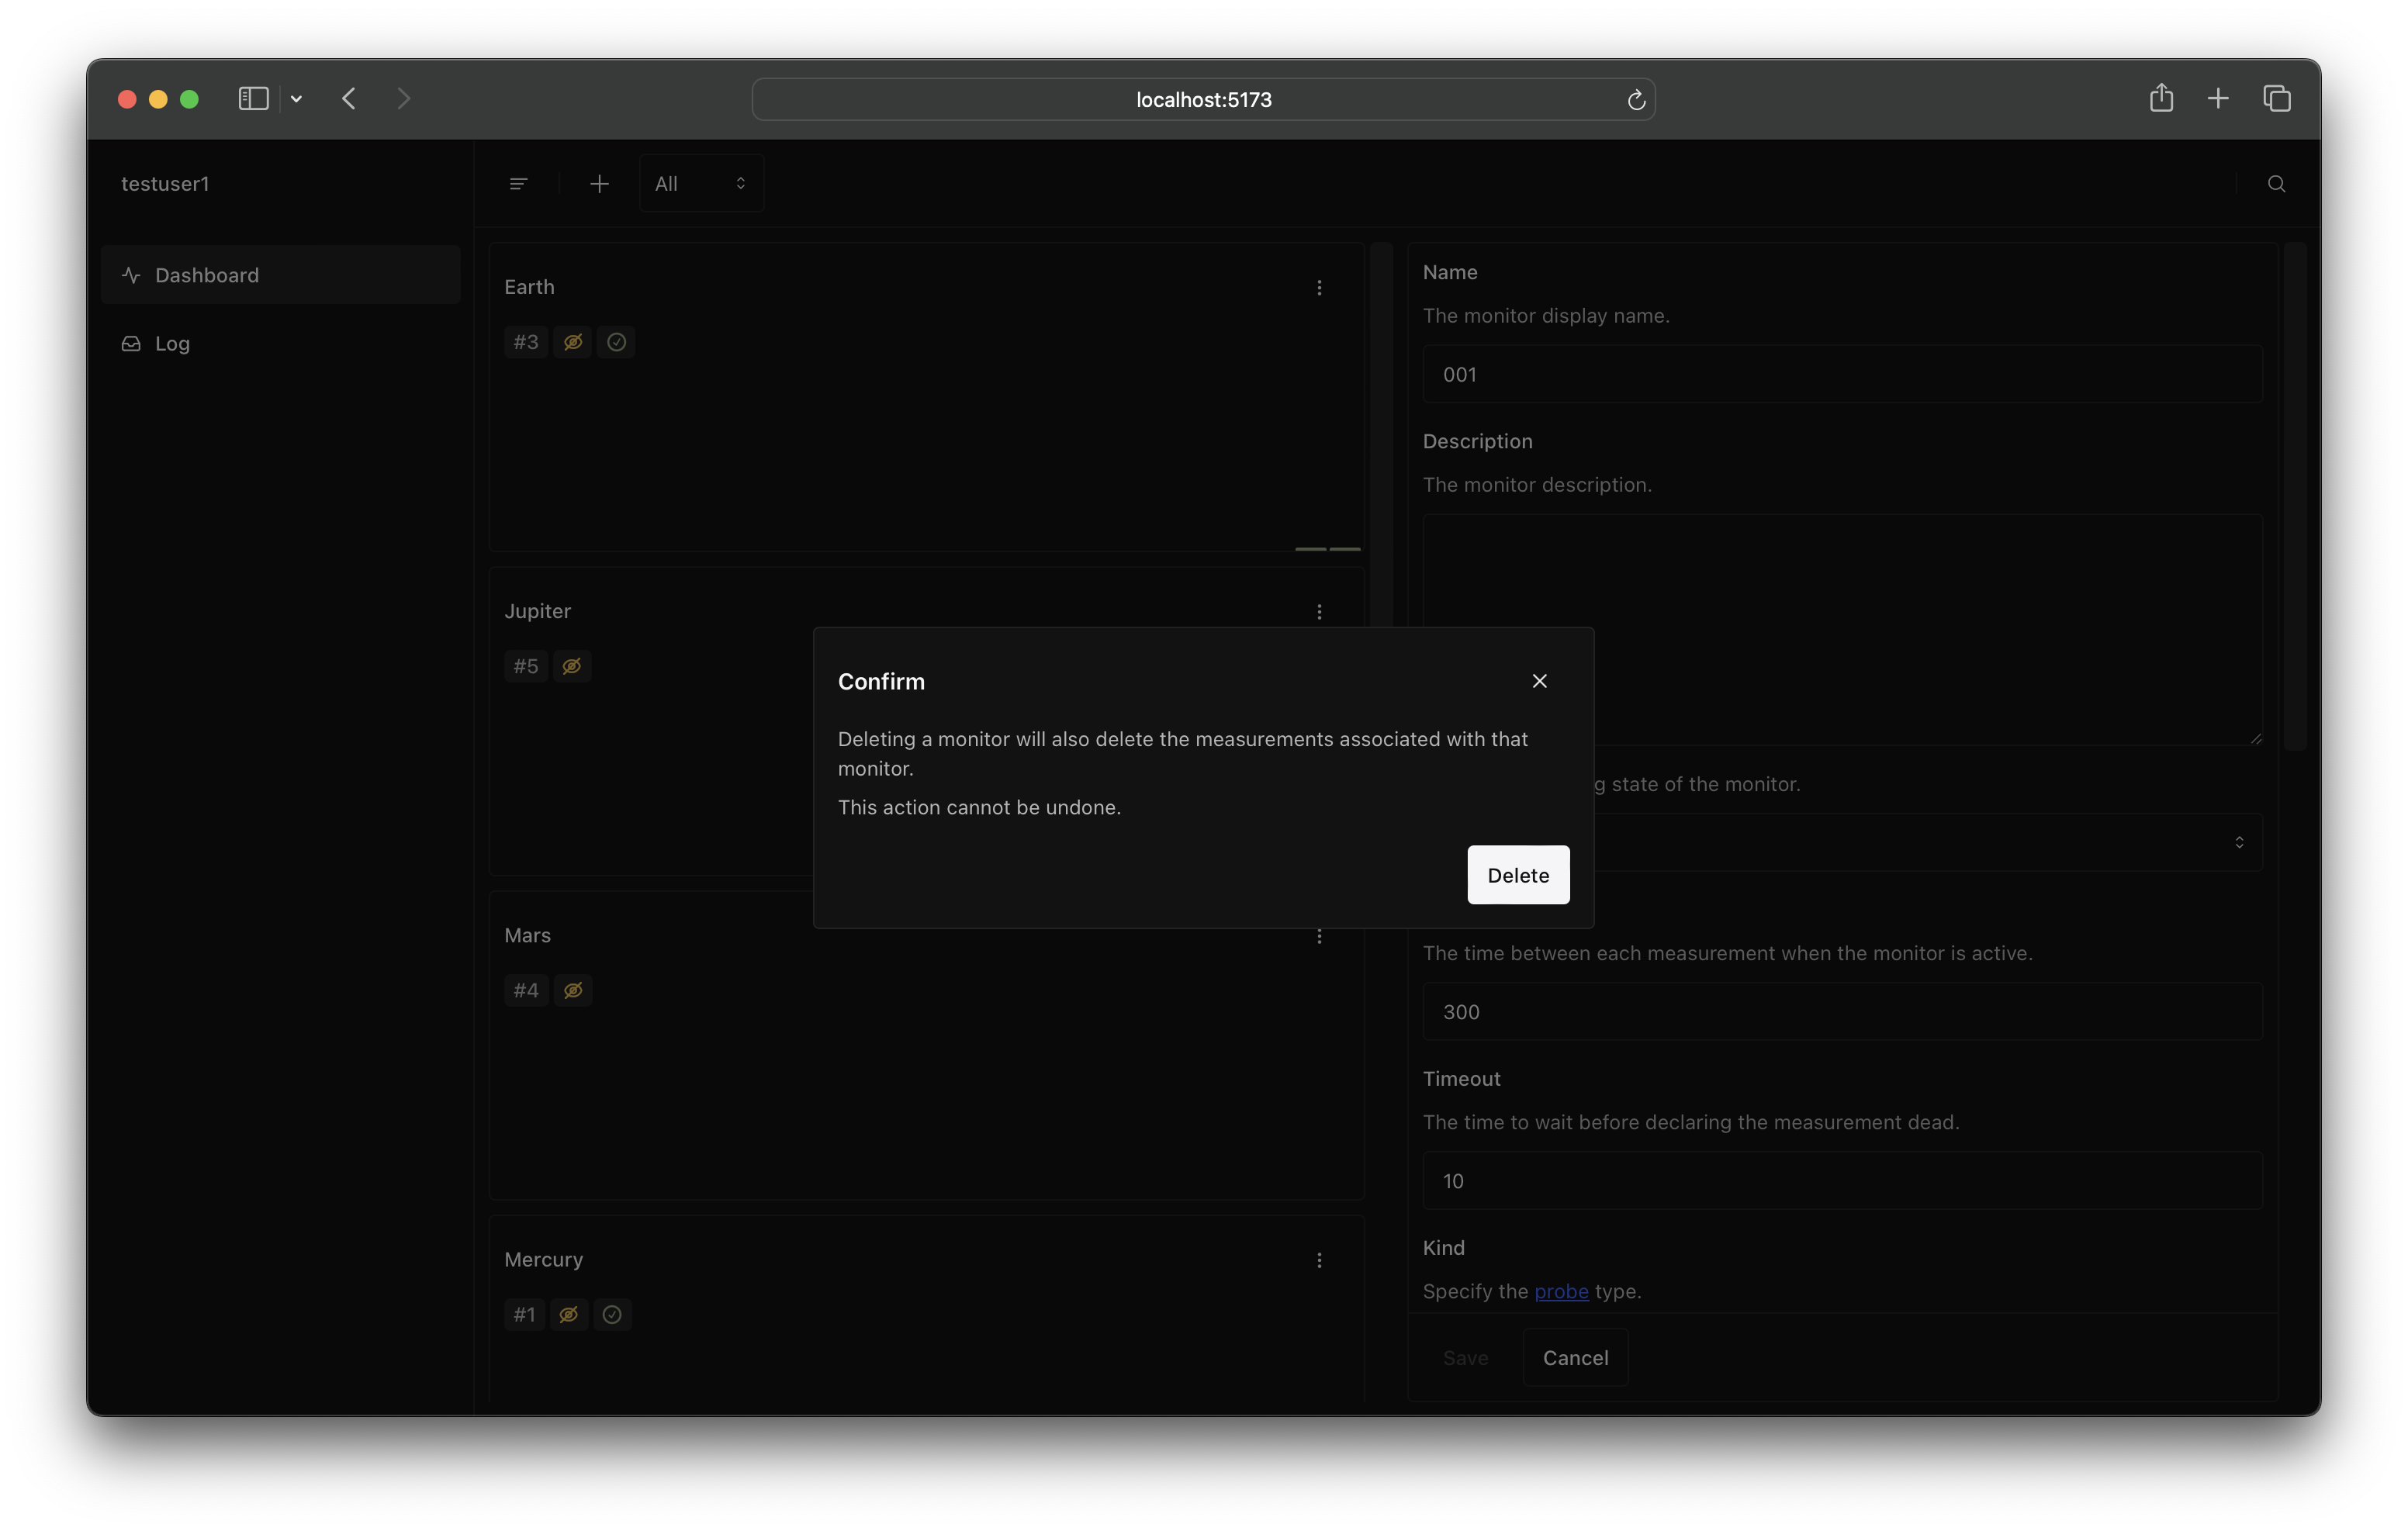 localhost:5173
testuser1
All
Dashboard
Log
Earth
#3
Jupiter
#5
Mars
#4
Mercury
#1
Name
The monitor display name.
001
Description
The monitor description.
g state of the monitor.
The time between each measurement when the monitor is active.
300
Timeout
The time to wait before declaring the measurement dead.
10
Kind
Specify the probe type.
Save
Cancel
Confirm
Deleting a monitor will also delete the measurements associated with that
monitor.
This action cannot be undone.
Delete